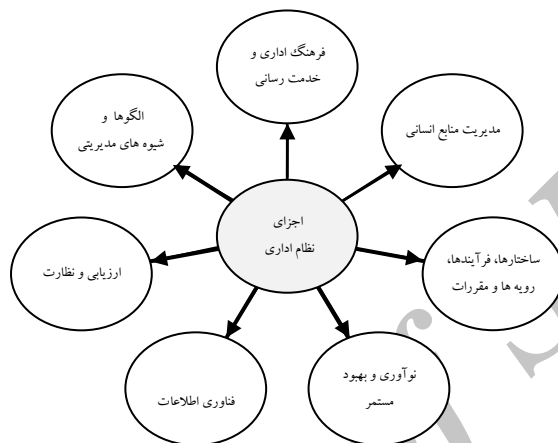 فرهنگ اداری و
خدمت رسانی
مدیریت منابع انسانی
الگوها و
شیوه های مدیریتی
اجزای
نظام اداری
ساختارها، فرآیندها،
رویه ها و مقررات
ارزیابی و نظارت
نوآوری و بهبود
مستمر
فناوری اطلاعات